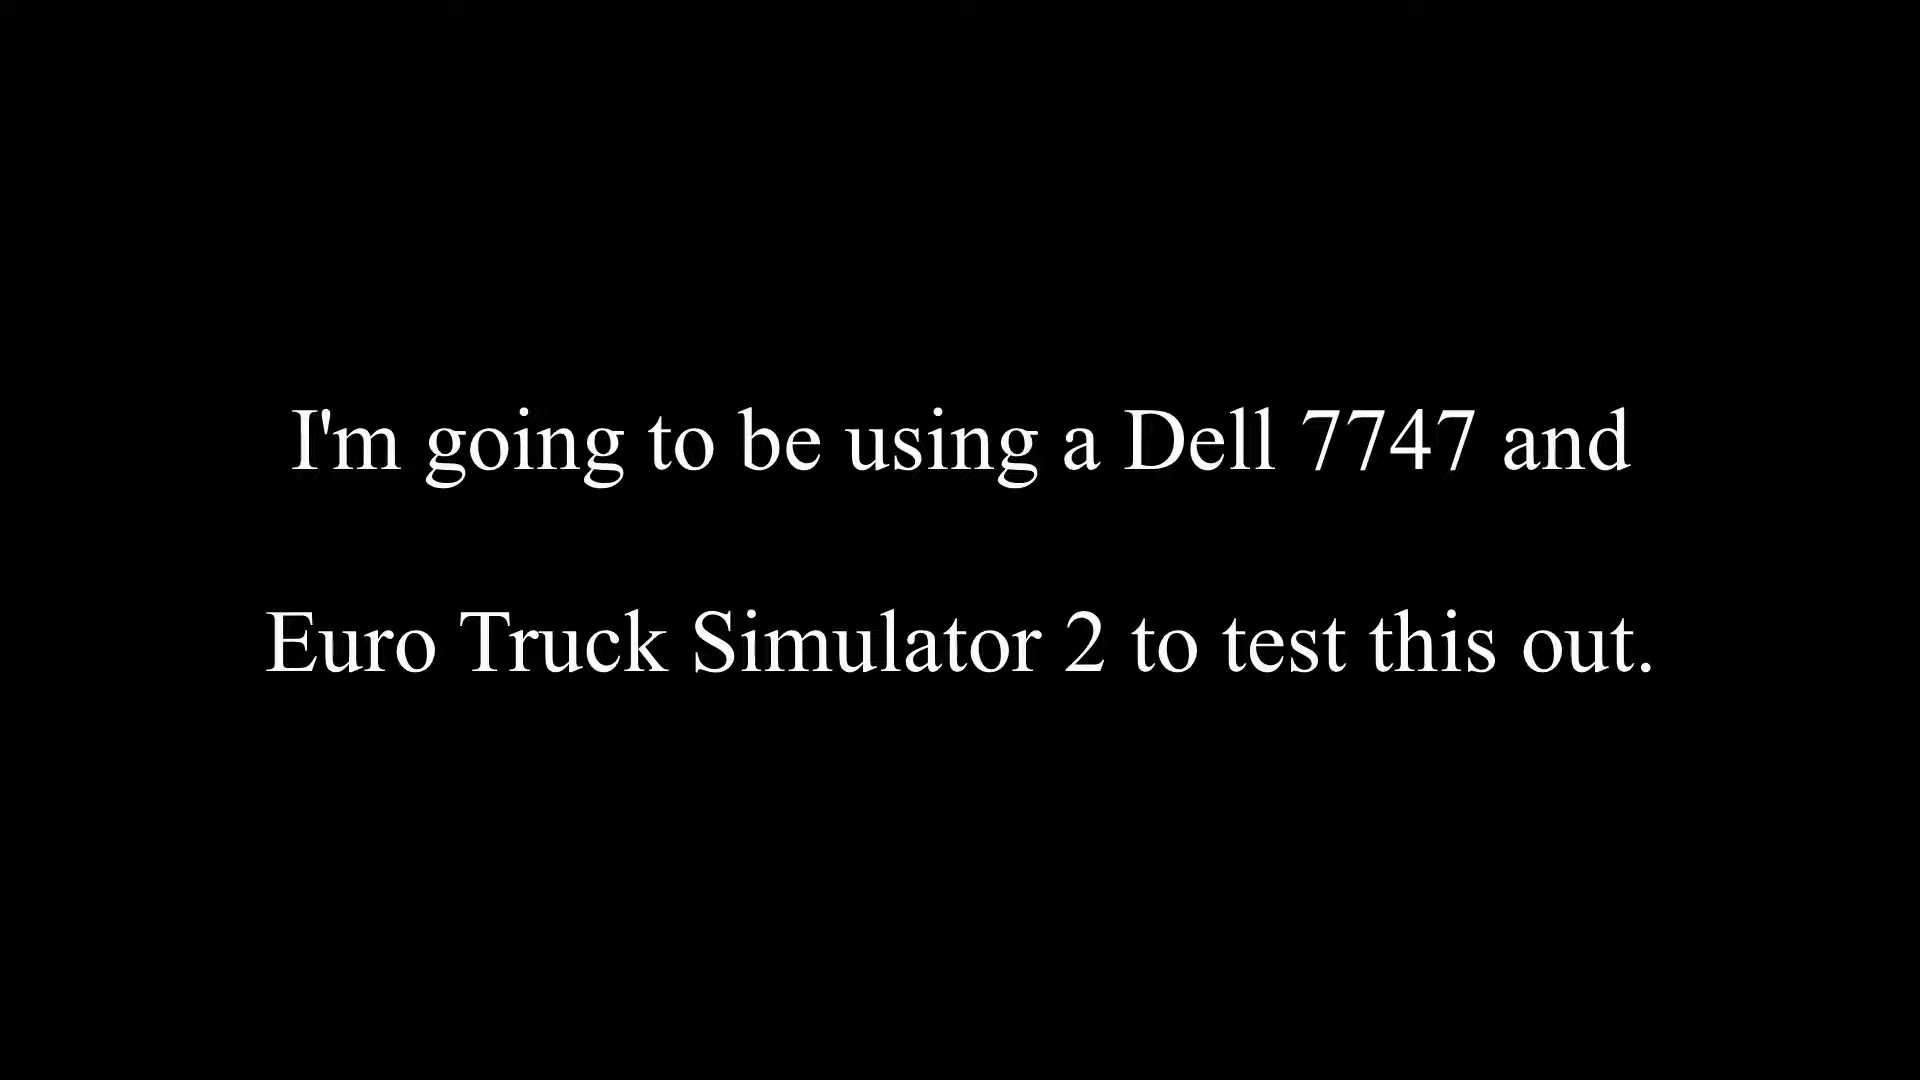 I'm going to be using a Dell 7747 and
Euro Truck Simulator 2 to test this out.